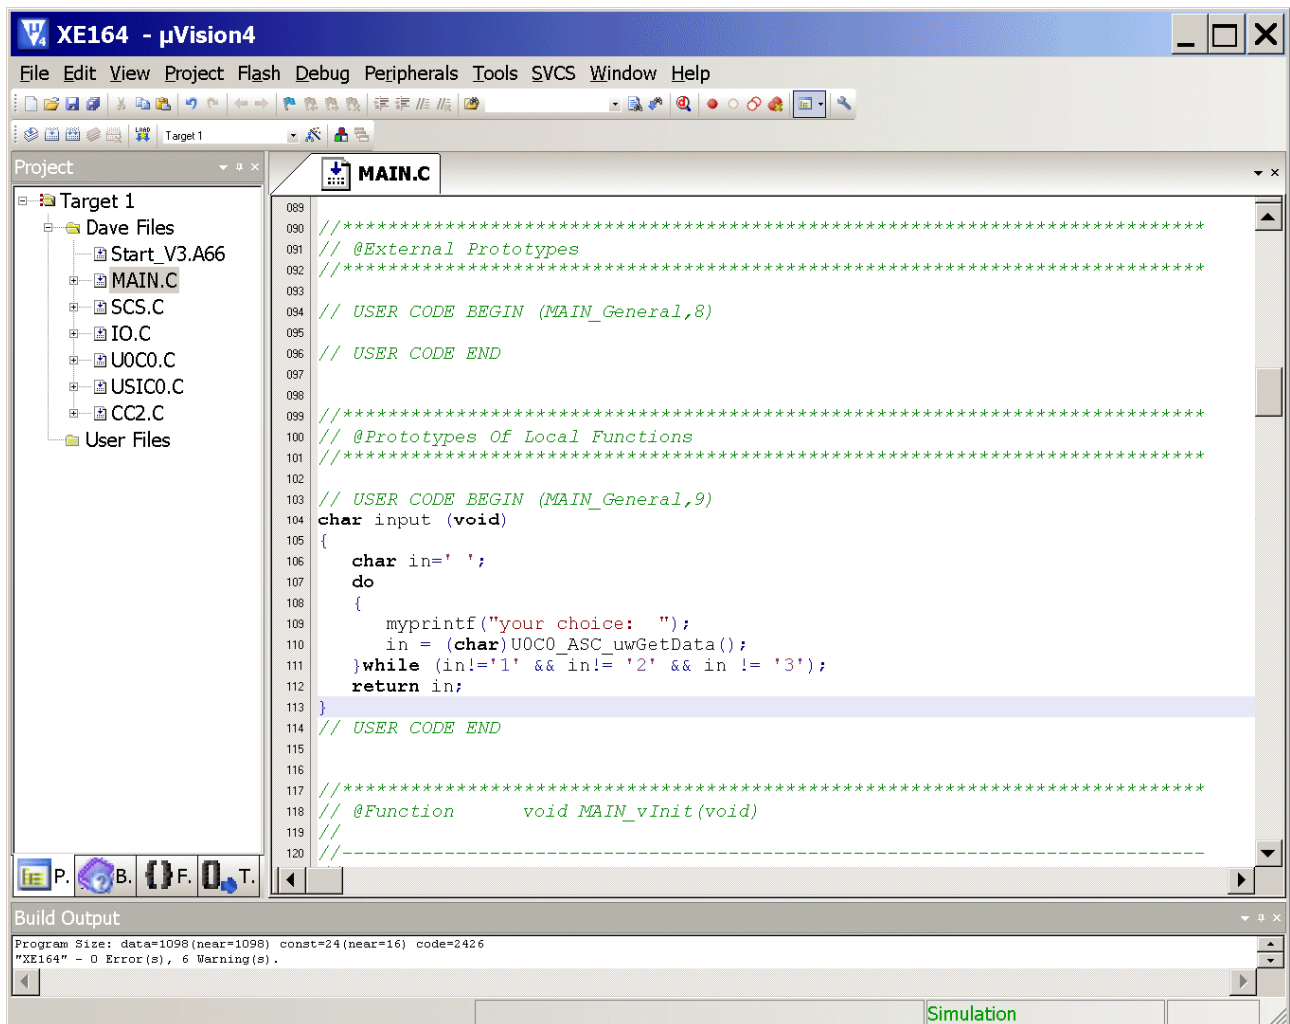 XE164 - µVision4
File Edit View Project Flash Debug Peripherals Tools SVCS Window Help
LOAD Target 1
Project
MAIN.C
Target 1
Dave Files
Start_V3.A66
MAIN.C
SCS.C
IO.C
U0C0.C
USIC0.C
CC2.C
User Files
089
090 //****************************************************************************
091 // @External Prototypes
092 //****************************************************************************
093
094 // USER CODE BEGIN (MAIN_General,8)
095
096 // USER CODE END
097
098
099 //****************************************************************************
100 // @Prototypes Of Local Functions
101 //****************************************************************************
102
103 // USER CODE BEGIN (MAIN_General,9)
104 char input (void)
105 {
106    char in=' ';
107    do
108    {
109       myprintf("your choice:  ");
110       in = (char)U0C0_ASC_uwGetData();
111    }while (in!='1' && in!= '2' && in != '3');
112    return in;
113 }
114 // USER CODE END
115
116
117 //****************************************************************************
118 // @Function      void MAIN_vInit(void)
119 //
120 //----------------------------------------------------------------------------
P. B. F. T.
Build Output
Program Size: data=1098(near=1098) const=24(near=16) code=2426
"XE164" - 0 Error(s), 6 Warning(s).
Simulation